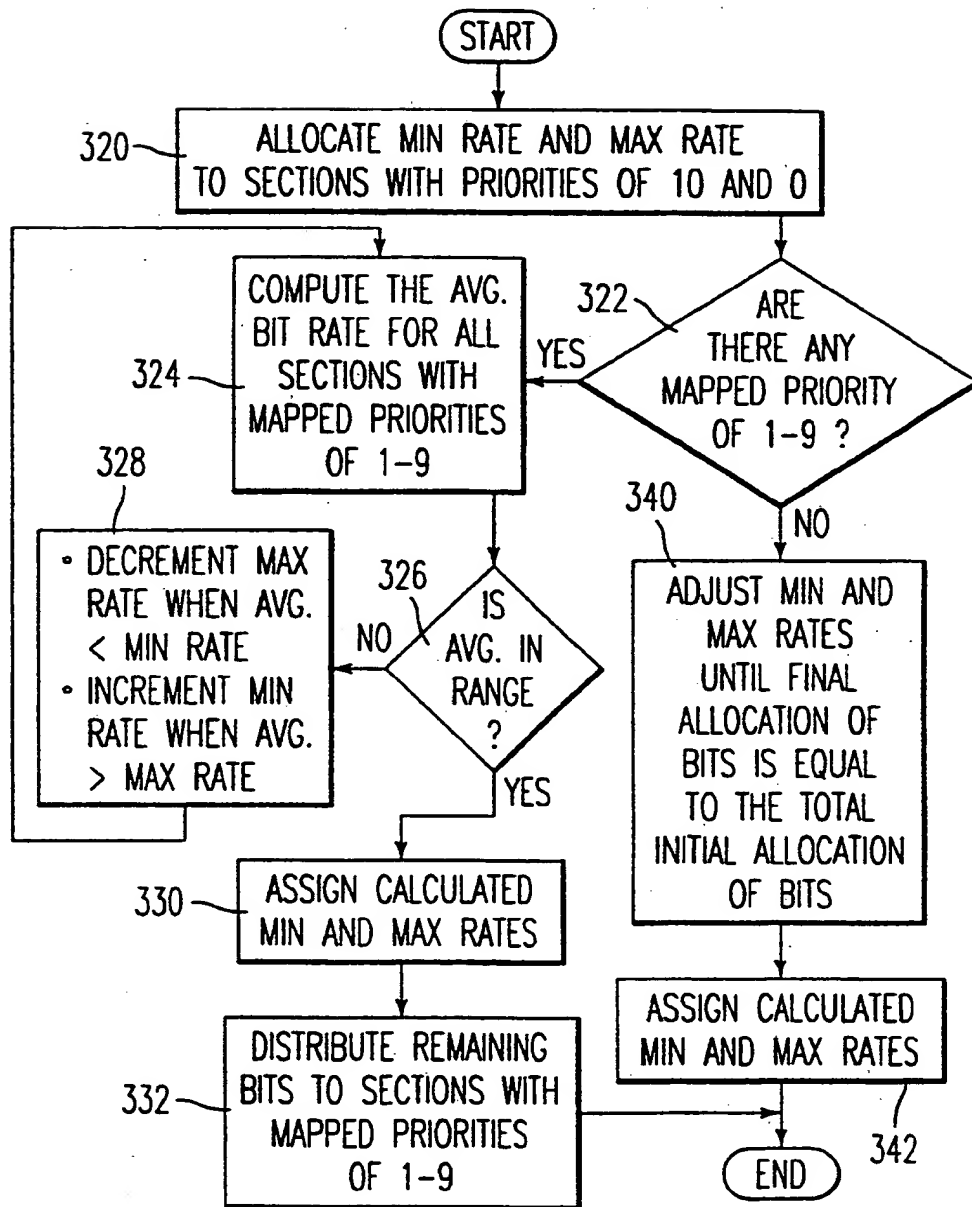 START
320
ALLOCATE MIN RATE AND MAX RATE
TO SECTIONS WITH PRIORITIES OF 10 AND 0
322
ARE
THERE ANY
MAPPED PRIORITY
OF 1-9 ?
YES
NO
324
COMPUTE THE AVG.
BIT RATE FOR ALL
SECTIONS WITH
MAPPED PRIORITIES
OF 1-9
328
• DECREMENT MAX
RATE WHEN AVG.
< MIN RATE
• INCREMENT MIN
RATE WHEN AVG.
> MAX RATE
326
IS
AVG. IN
RANGE
?
NO
YES
330
ASSIGN CALCULATED
MIN AND MAX RATES
332
DISTRIBUTE REMAINING
BITS TO SECTIONS WITH
MAPPED PRIORITIES
OF 1-9
340
ADJUST MIN AND
MAX RATES
UNTIL FINAL
ALLOCATION OF
BITS IS EQUAL
TO THE TOTAL
INITIAL ALLOCATION
OF BITS
ASSIGN CALCULATED
MIN AND MAX RATES
342
END